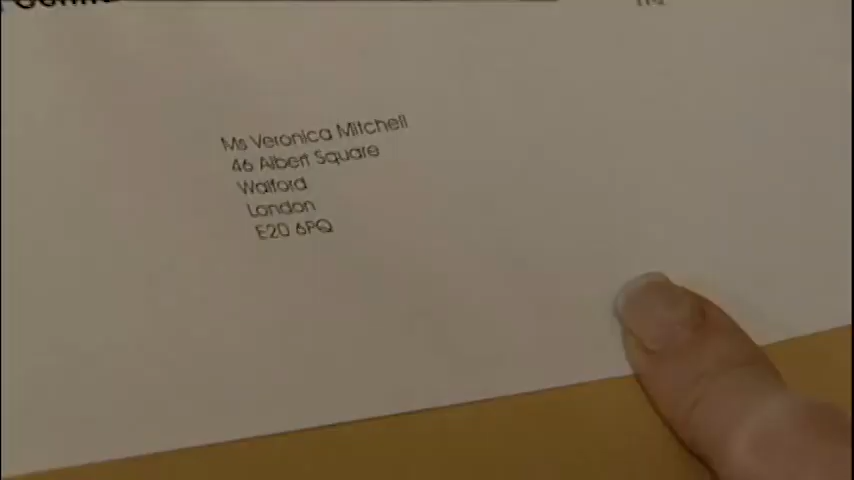 Ms Veronica Mitchell
46 Albert Square
Walford
London
E20 6PQ